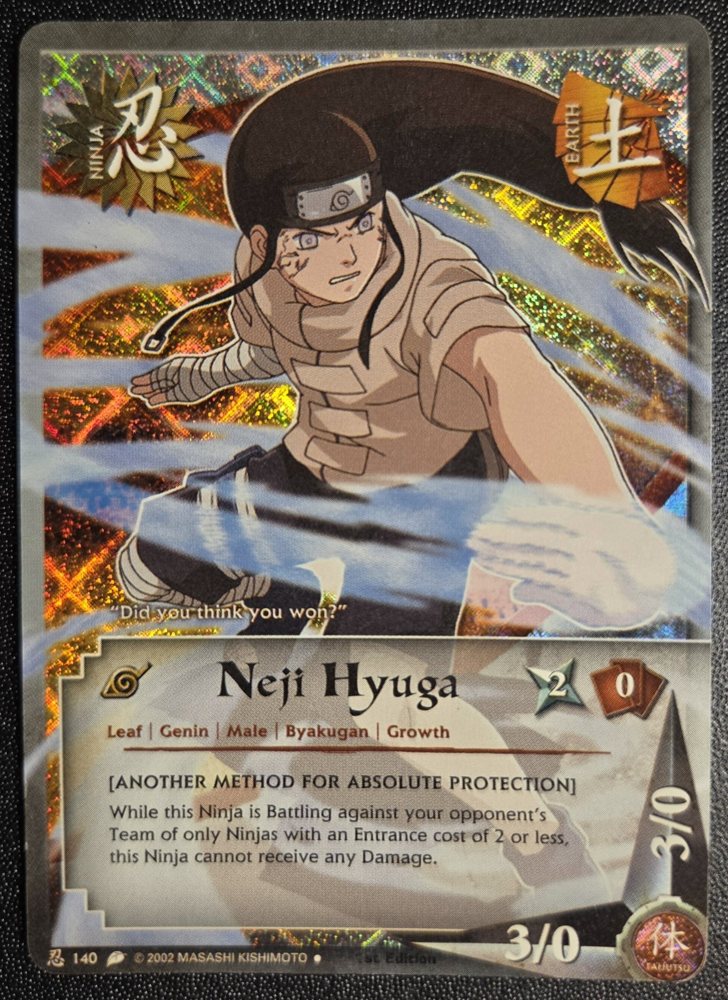 NINJA 忍
EARTH 土
"Did you think you won?"
Neji Hyuga
2
0
Leaf | Genin | Male | Byakugan | Growth
[ANOTHER METHOD FOR ABSOLUTE PROTECTION]
While this Ninja is Battling against your opponent's
Team of only Ninjas with an Entrance cost of 2 or less,
this Ninja cannot receive any Damage.
3/0
3/0
体
TAIJUTSU
忍 140 © 2002 MASASHI KISHIMOTO ● 1st Edition